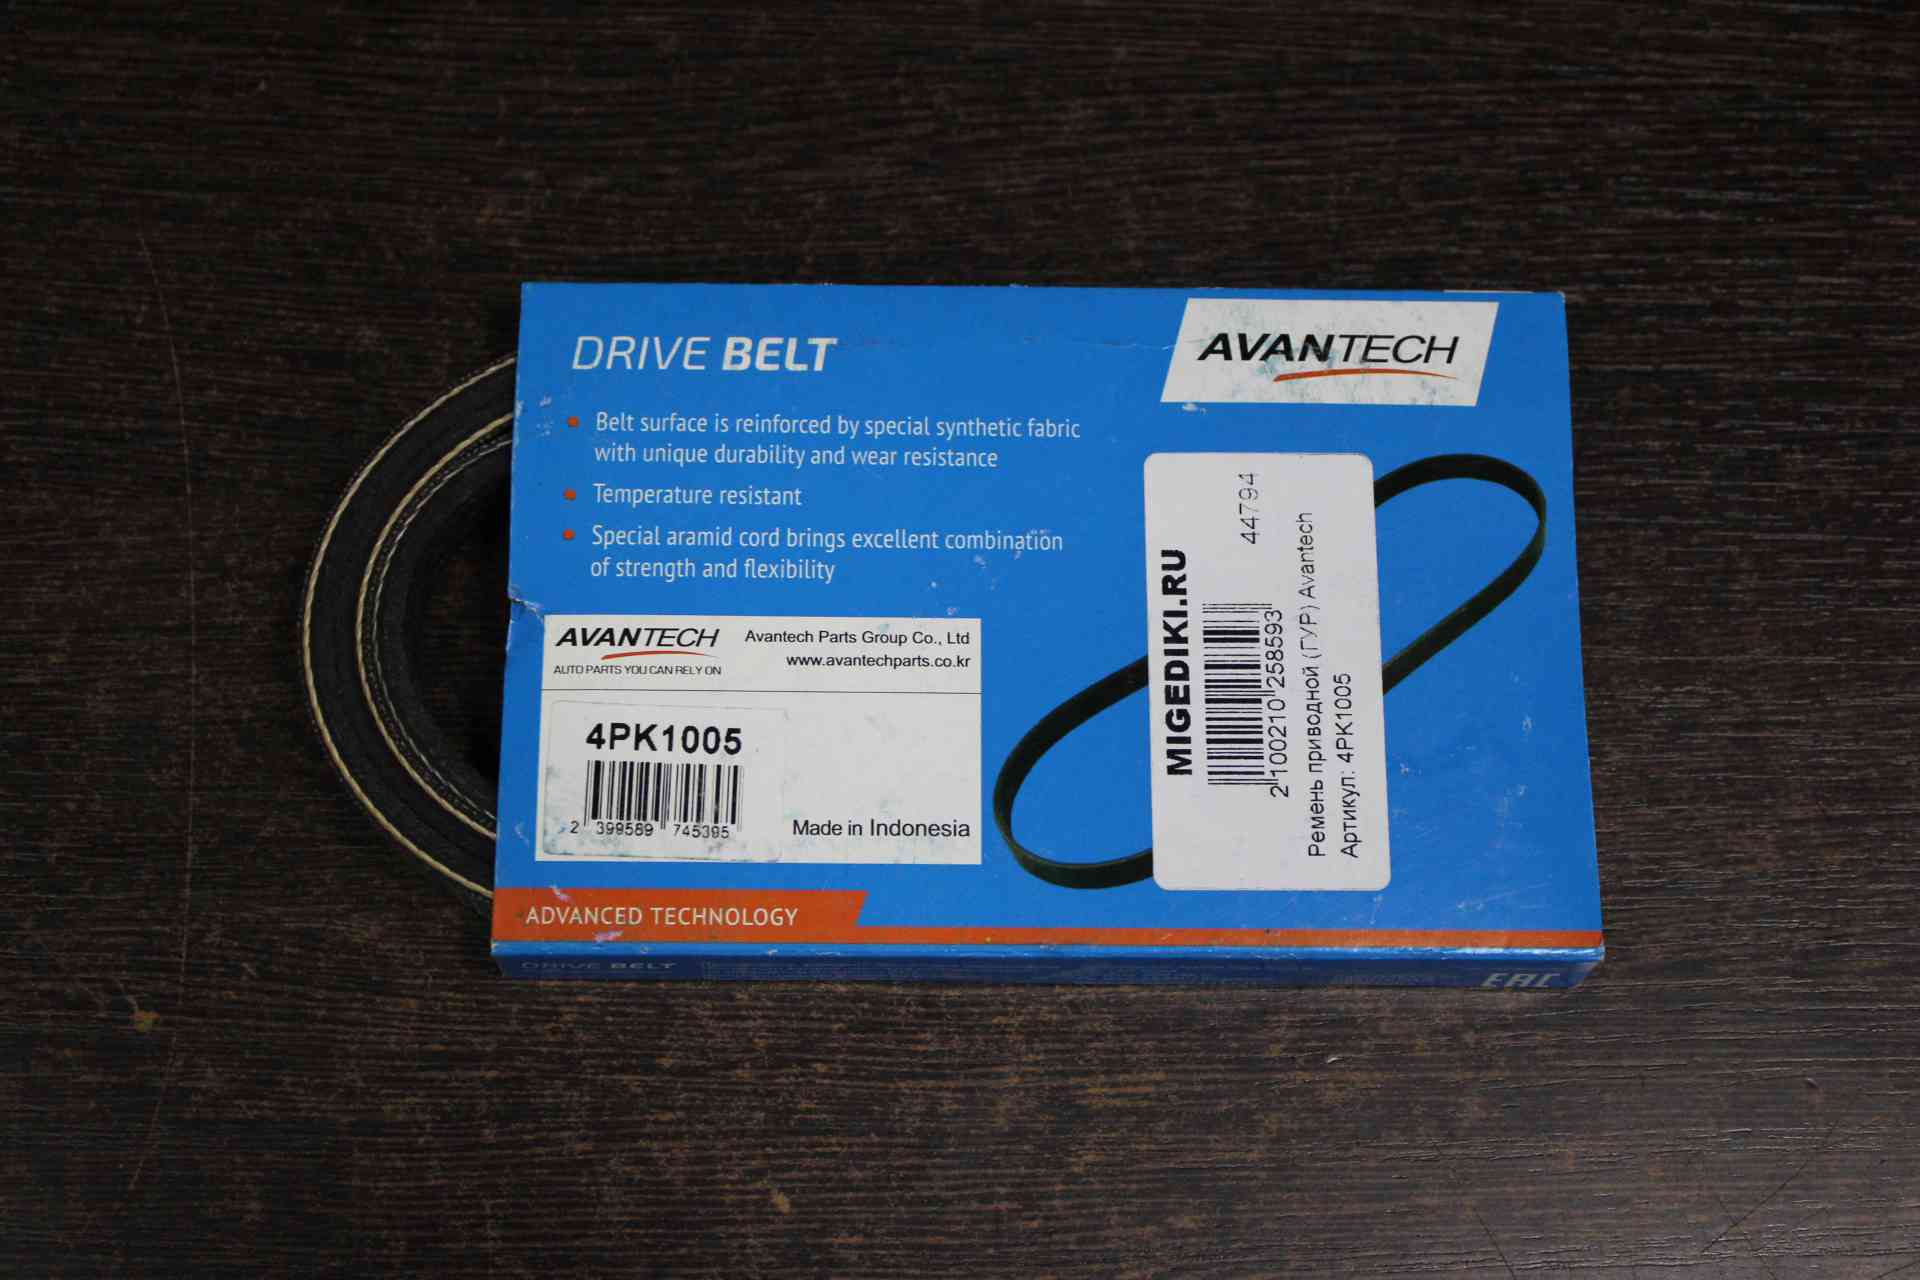 DRIVE BELT
AVANTECH
Belt surface is reinforced by special synthetic fabric
with unique durability and wear resistance
Temperature resistant
Special aramid cord brings excellent combination
of strength and flexibility
AVANTECH
AUTO PARTS YOU CAN RELY ON
Avantech Parts Group Co., Ltd
www.avantechparts.co.kr
4PK1005
2 399589 745395
Made in Indonesia
MIGEDIKI.RU
44794
2100210258593
Ремень приводной (ГУР) Avantech
Артикул: 4PK1005
ADVANCED TECHNOLOGY
DRIVE BELT
EAC